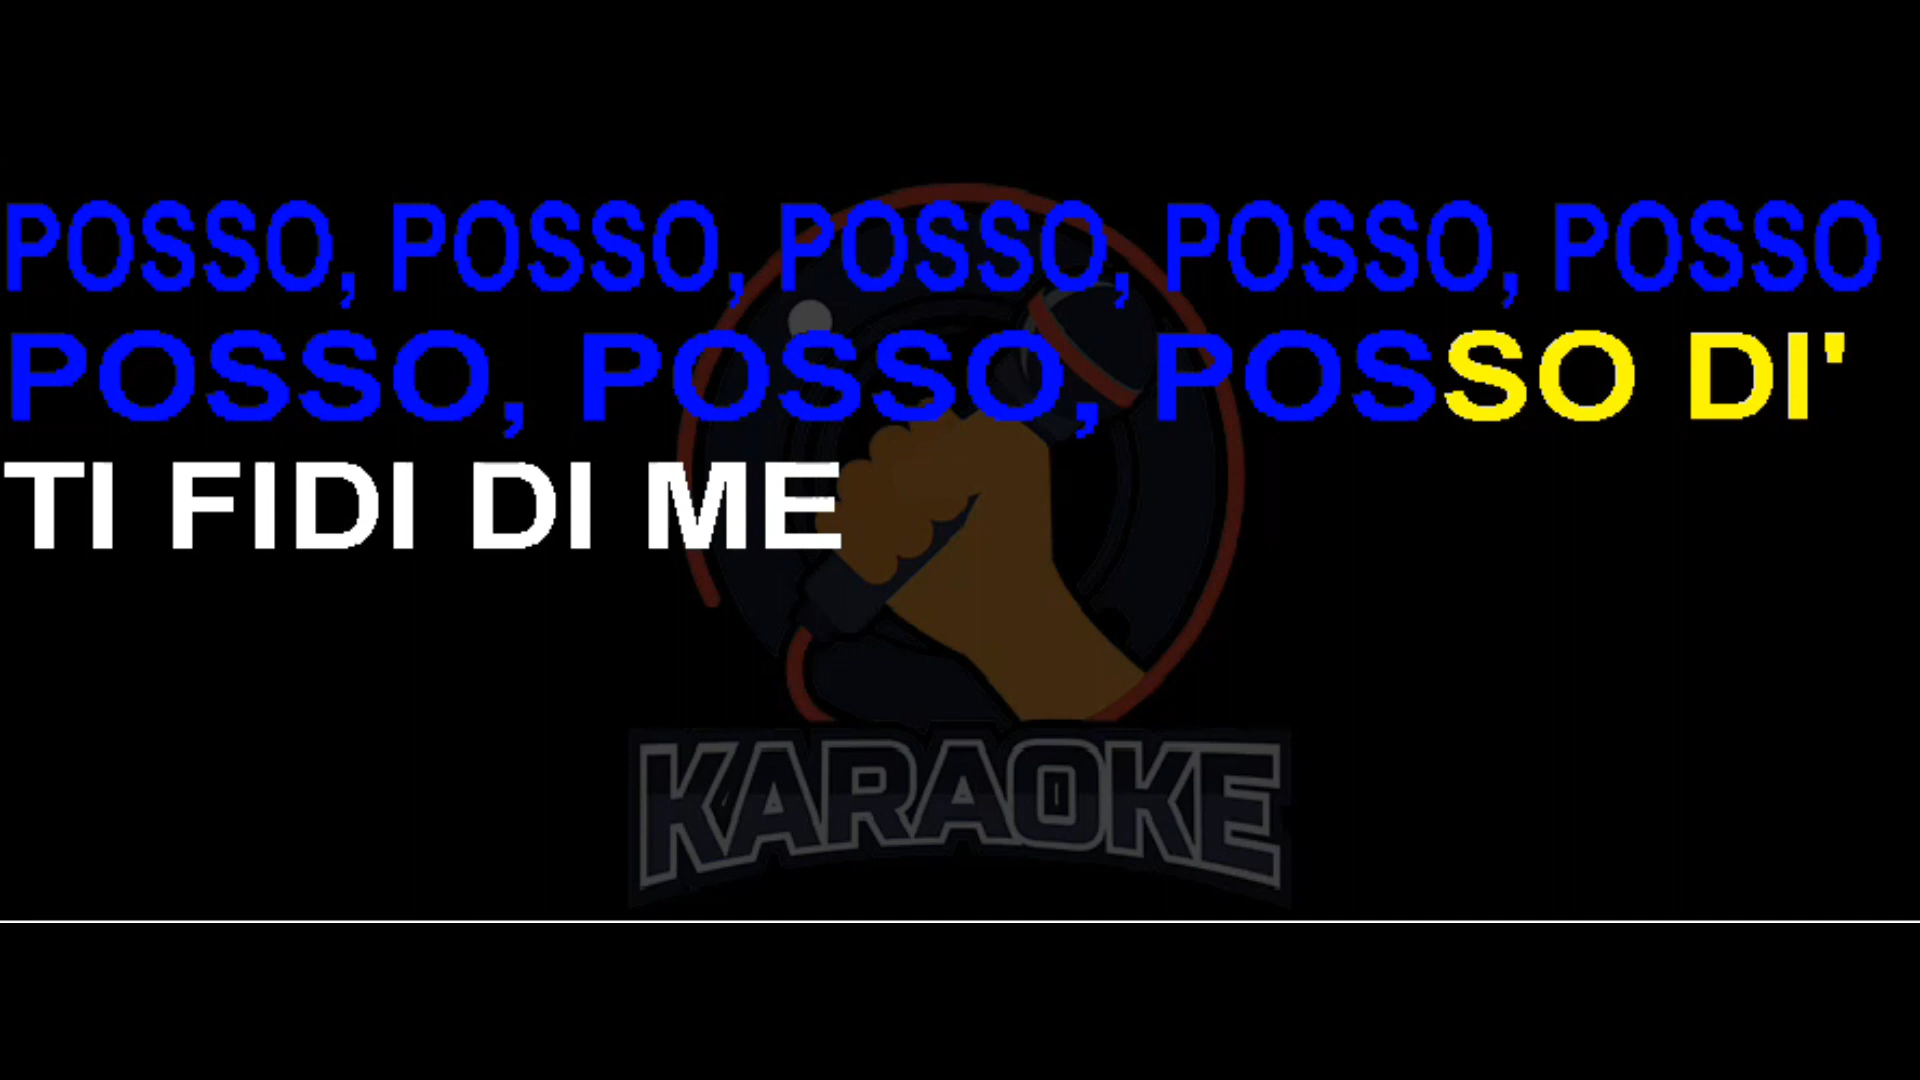 POSSO, POSSO, POSSO, POSSO, POSSO
POSSO, POSSO, POSSO DI'
TI FIDI DI ME
KARAOKE